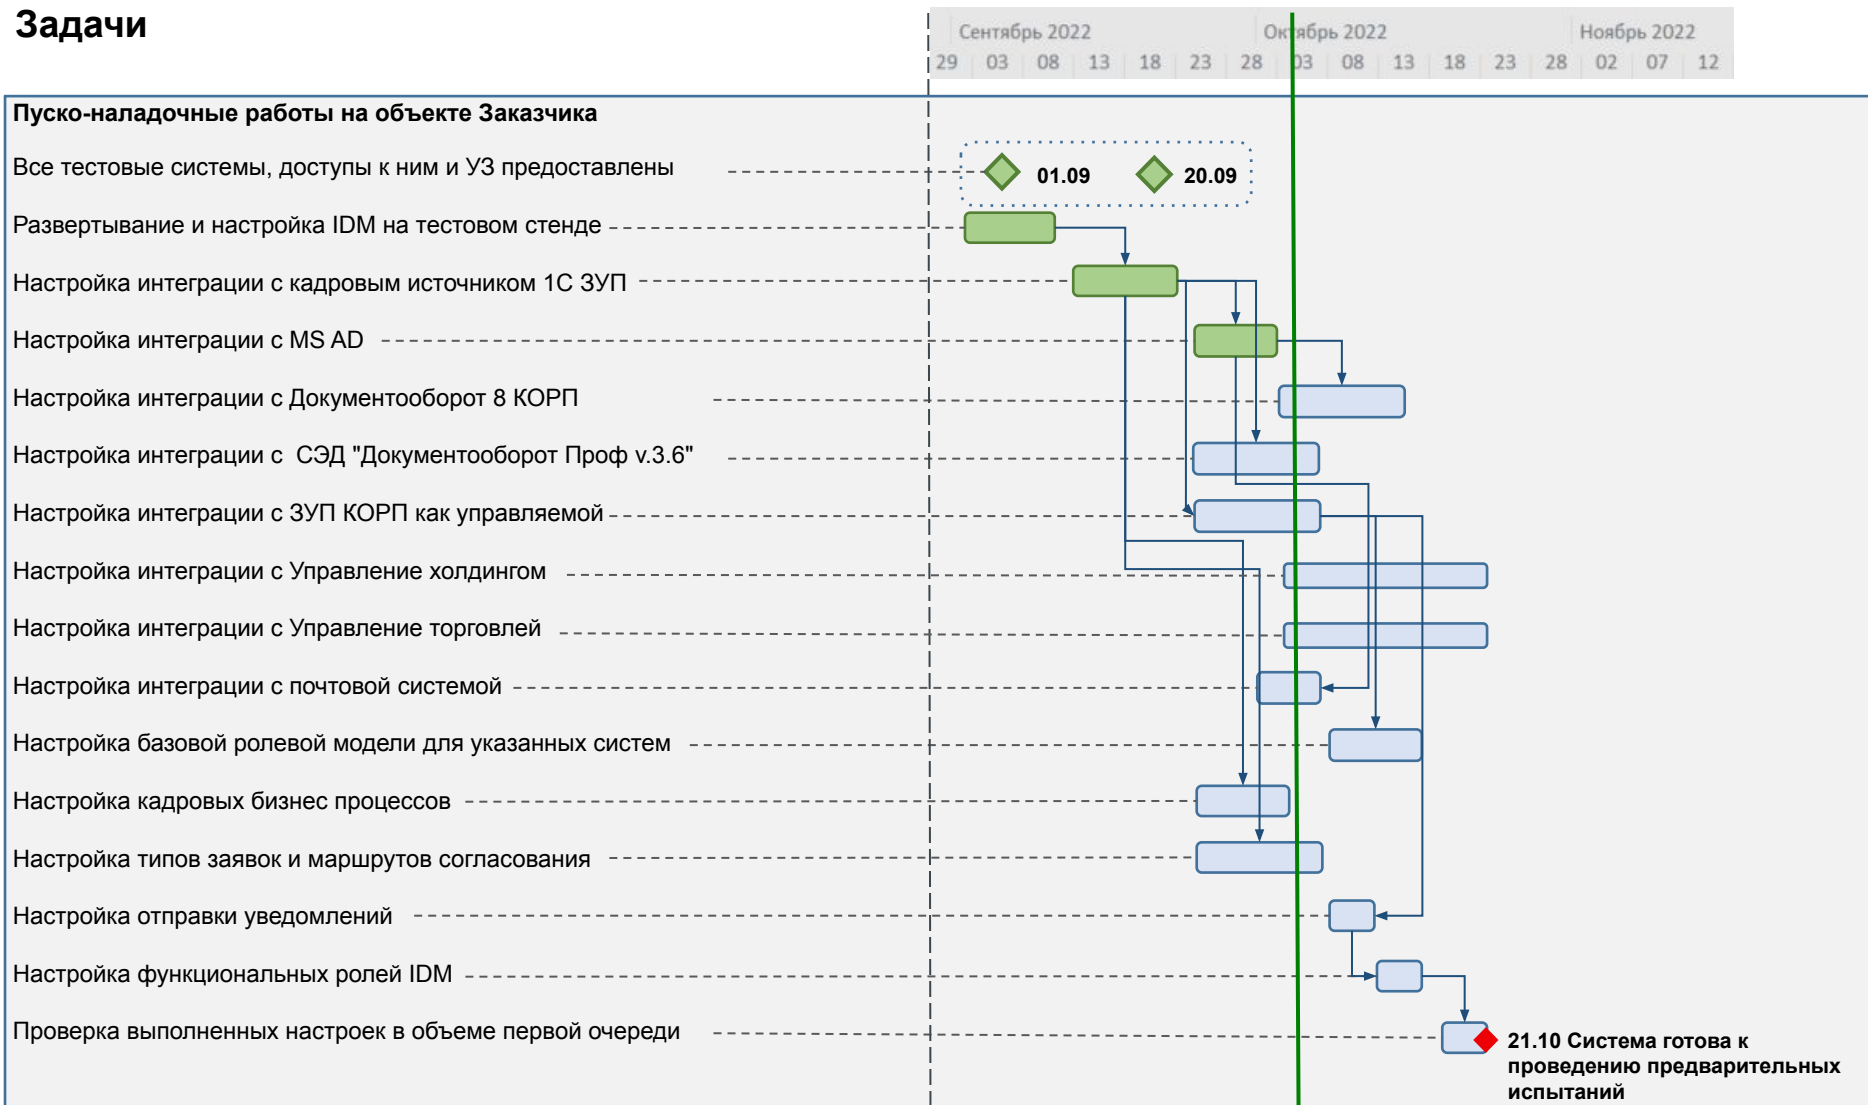 Задачи
Сентябрь 2022 Октябрь 2022 Ноябрь 2022
29 03 08 13 18 23 28 03 08 13 18 23 28 02 07 12
Пуско-наладочные работы на объекте Заказчика
Все тестовые системы, доступы к ним и УЗ предоставлены
01.09 20.09
Развертывание и настройка IDM на тестовом стенде
Настройка интеграции с кадровым источником 1С ЗУП
Настройка интеграции с MS AD
Настройка интеграции с Документооборот 8 КОРП
Настройка интеграции с СЭД "Документооборот Проф v.3.6"
Настройка интеграции с ЗУП КОРП как управляемой
Настройка интеграции с Управление холдингом
Настройка интеграции с Управление торговлей
Настройка интеграции с почтовой системой
Настройка базовой ролевой модели для указанных систем
Настройка кадровых бизнес процессов
Настройка типов заявок и маршрутов согласования
Настройка отправки уведомлений
Настройка функциональных ролей IDM
Проверка выполненных настроек в объеме первой очереди
21.10 Система готова к
проведению предварительных
испытаний